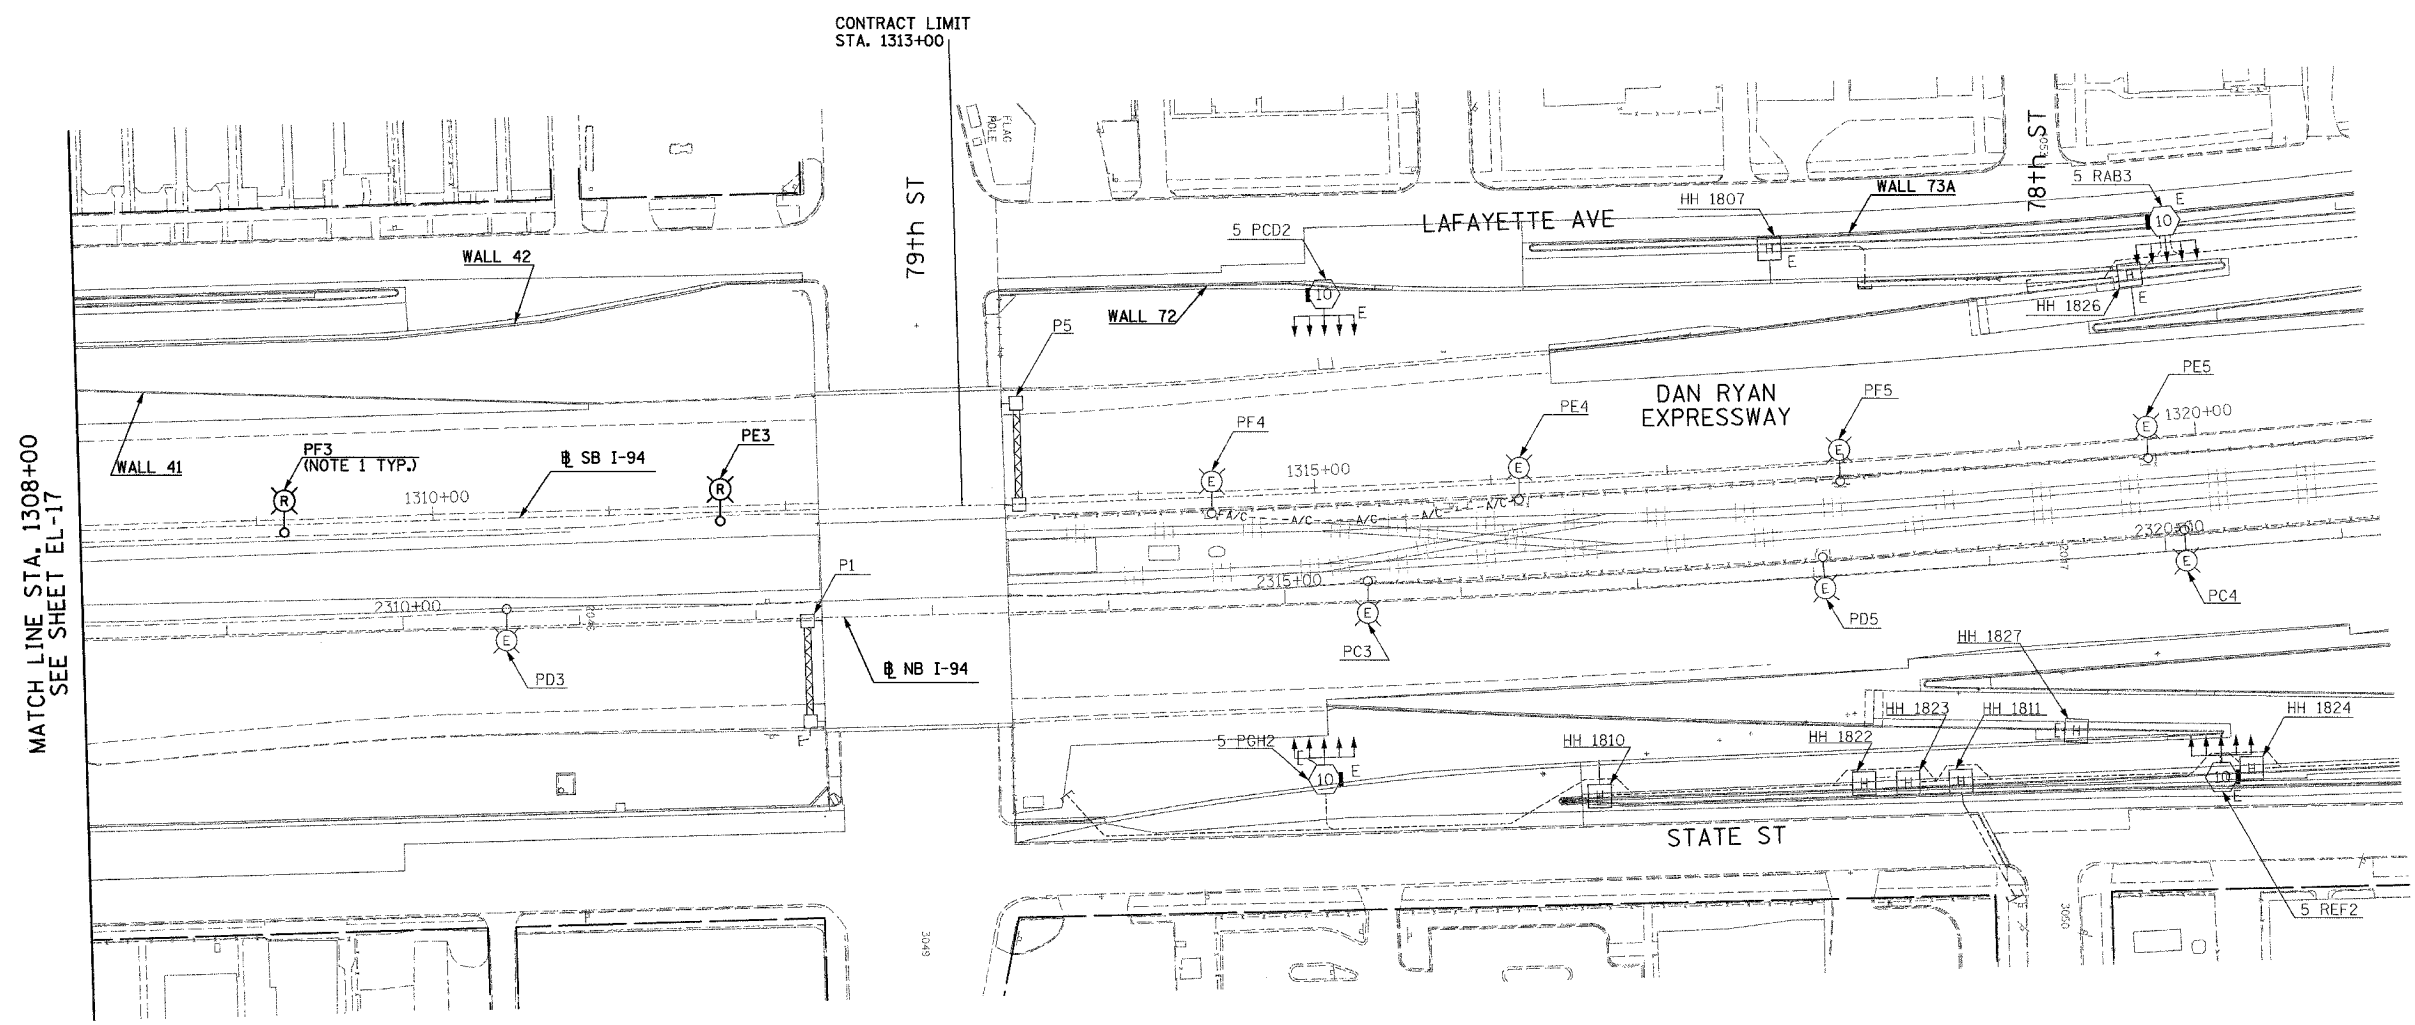 CONTRACT LIMIT
STA. 1313+00
FLAG
POLE
79th ST
78th ST
5 RAB3
10
E
WALL 73A
HH 1807
H
E
LAFAYETTE AVE
5 PCD2
10
E
WALL 42
WALL 72
P5
HH 1826
H
E
DAN RYAN
EXPRESSWAY
PE5
E
1320+00
PF5
E
PE4
E
PF4
E
1315+00
PE3
R
PF3
(NOTE 1 TYP.)
R
WALL 41
℄ SB I-94
1310+00
A/C
A/C
A/C
A/C
A/C
MATCH LINE STA. 1308+00
SEE SHEET EL-17
2320+00
2315+00
2310+00
P1
E
PD3
℄ NB I-94
E
PC3
E
PD5
E
PC4
E
HH 1827
H
E
5 PGH2
10
E
E
HH 1810
H
HH 1822
H
HH 1823
H
HH 1811
H
HH 1824
H
10
E
5 REF2
STATE ST
3049
3050